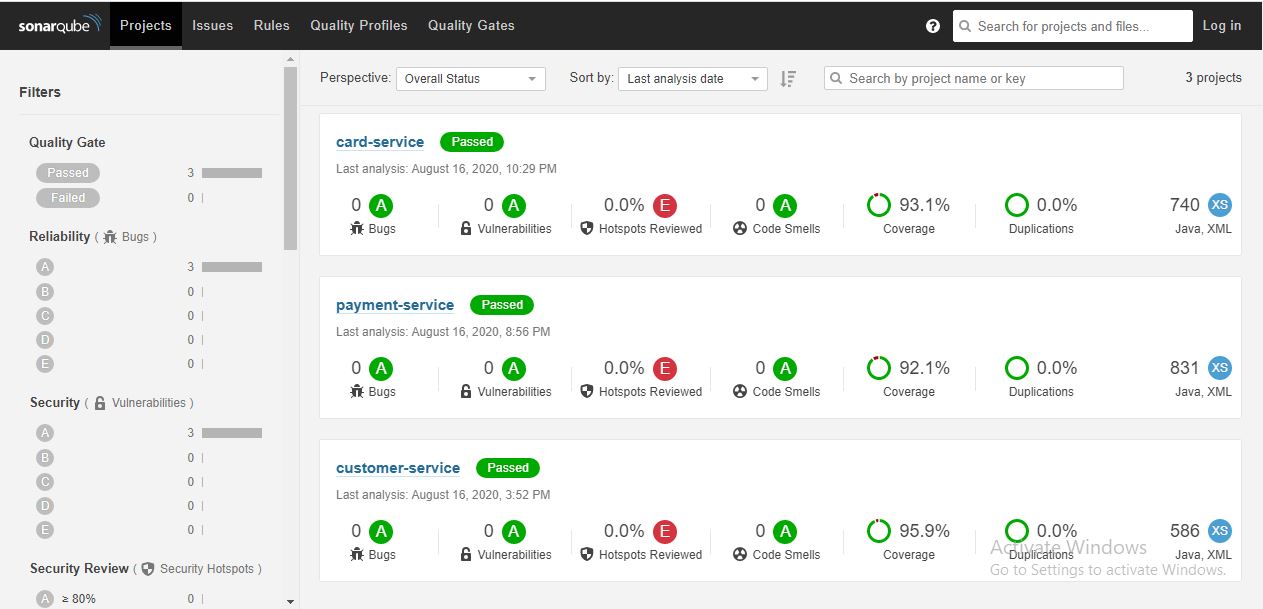 sonarqube Projects Issues Rules Quality Profiles Quality Gates ? Search for projects and files... Log in
Filters
Quality Gate
Passed 3
Failed 0
Reliability ( Bugs )
A 3
B 0
C 0
D 0
E 0
Security ( Vulnerabilities )
A 3
B 0
C 0
D 0
E 0
Security Review ( Security Hotspots )
A ≥ 80% 0
Perspective: Overall Status Sort by: Last analysis date Search by project name or key 3 projects
card-service Passed
Last analysis: August 16, 2020, 10:29 PM
0 A 0 A 0.0% E 0 A 93.1% 0.0% 740 XS
Bugs Vulnerabilities Hotspots Reviewed Code Smells Coverage Duplications Java, XML
payment-service Passed
Last analysis: August 16, 2020, 8:56 PM
0 A 0 A 0.0% E 0 A 92.1% 0.0% 831 XS
Bugs Vulnerabilities Hotspots Reviewed Code Smells Coverage Duplications Java, XML
customer-service Passed
Last analysis: August 16, 2020, 3:52 PM
0 A 0 A 0.0% E 0 A 95.9% 0.0% 586 XS
Bugs Vulnerabilities Hotspots Reviewed Code Smells Coverage Duplications Java, XML
Activate Windows
Go to Settings to activate Windows.